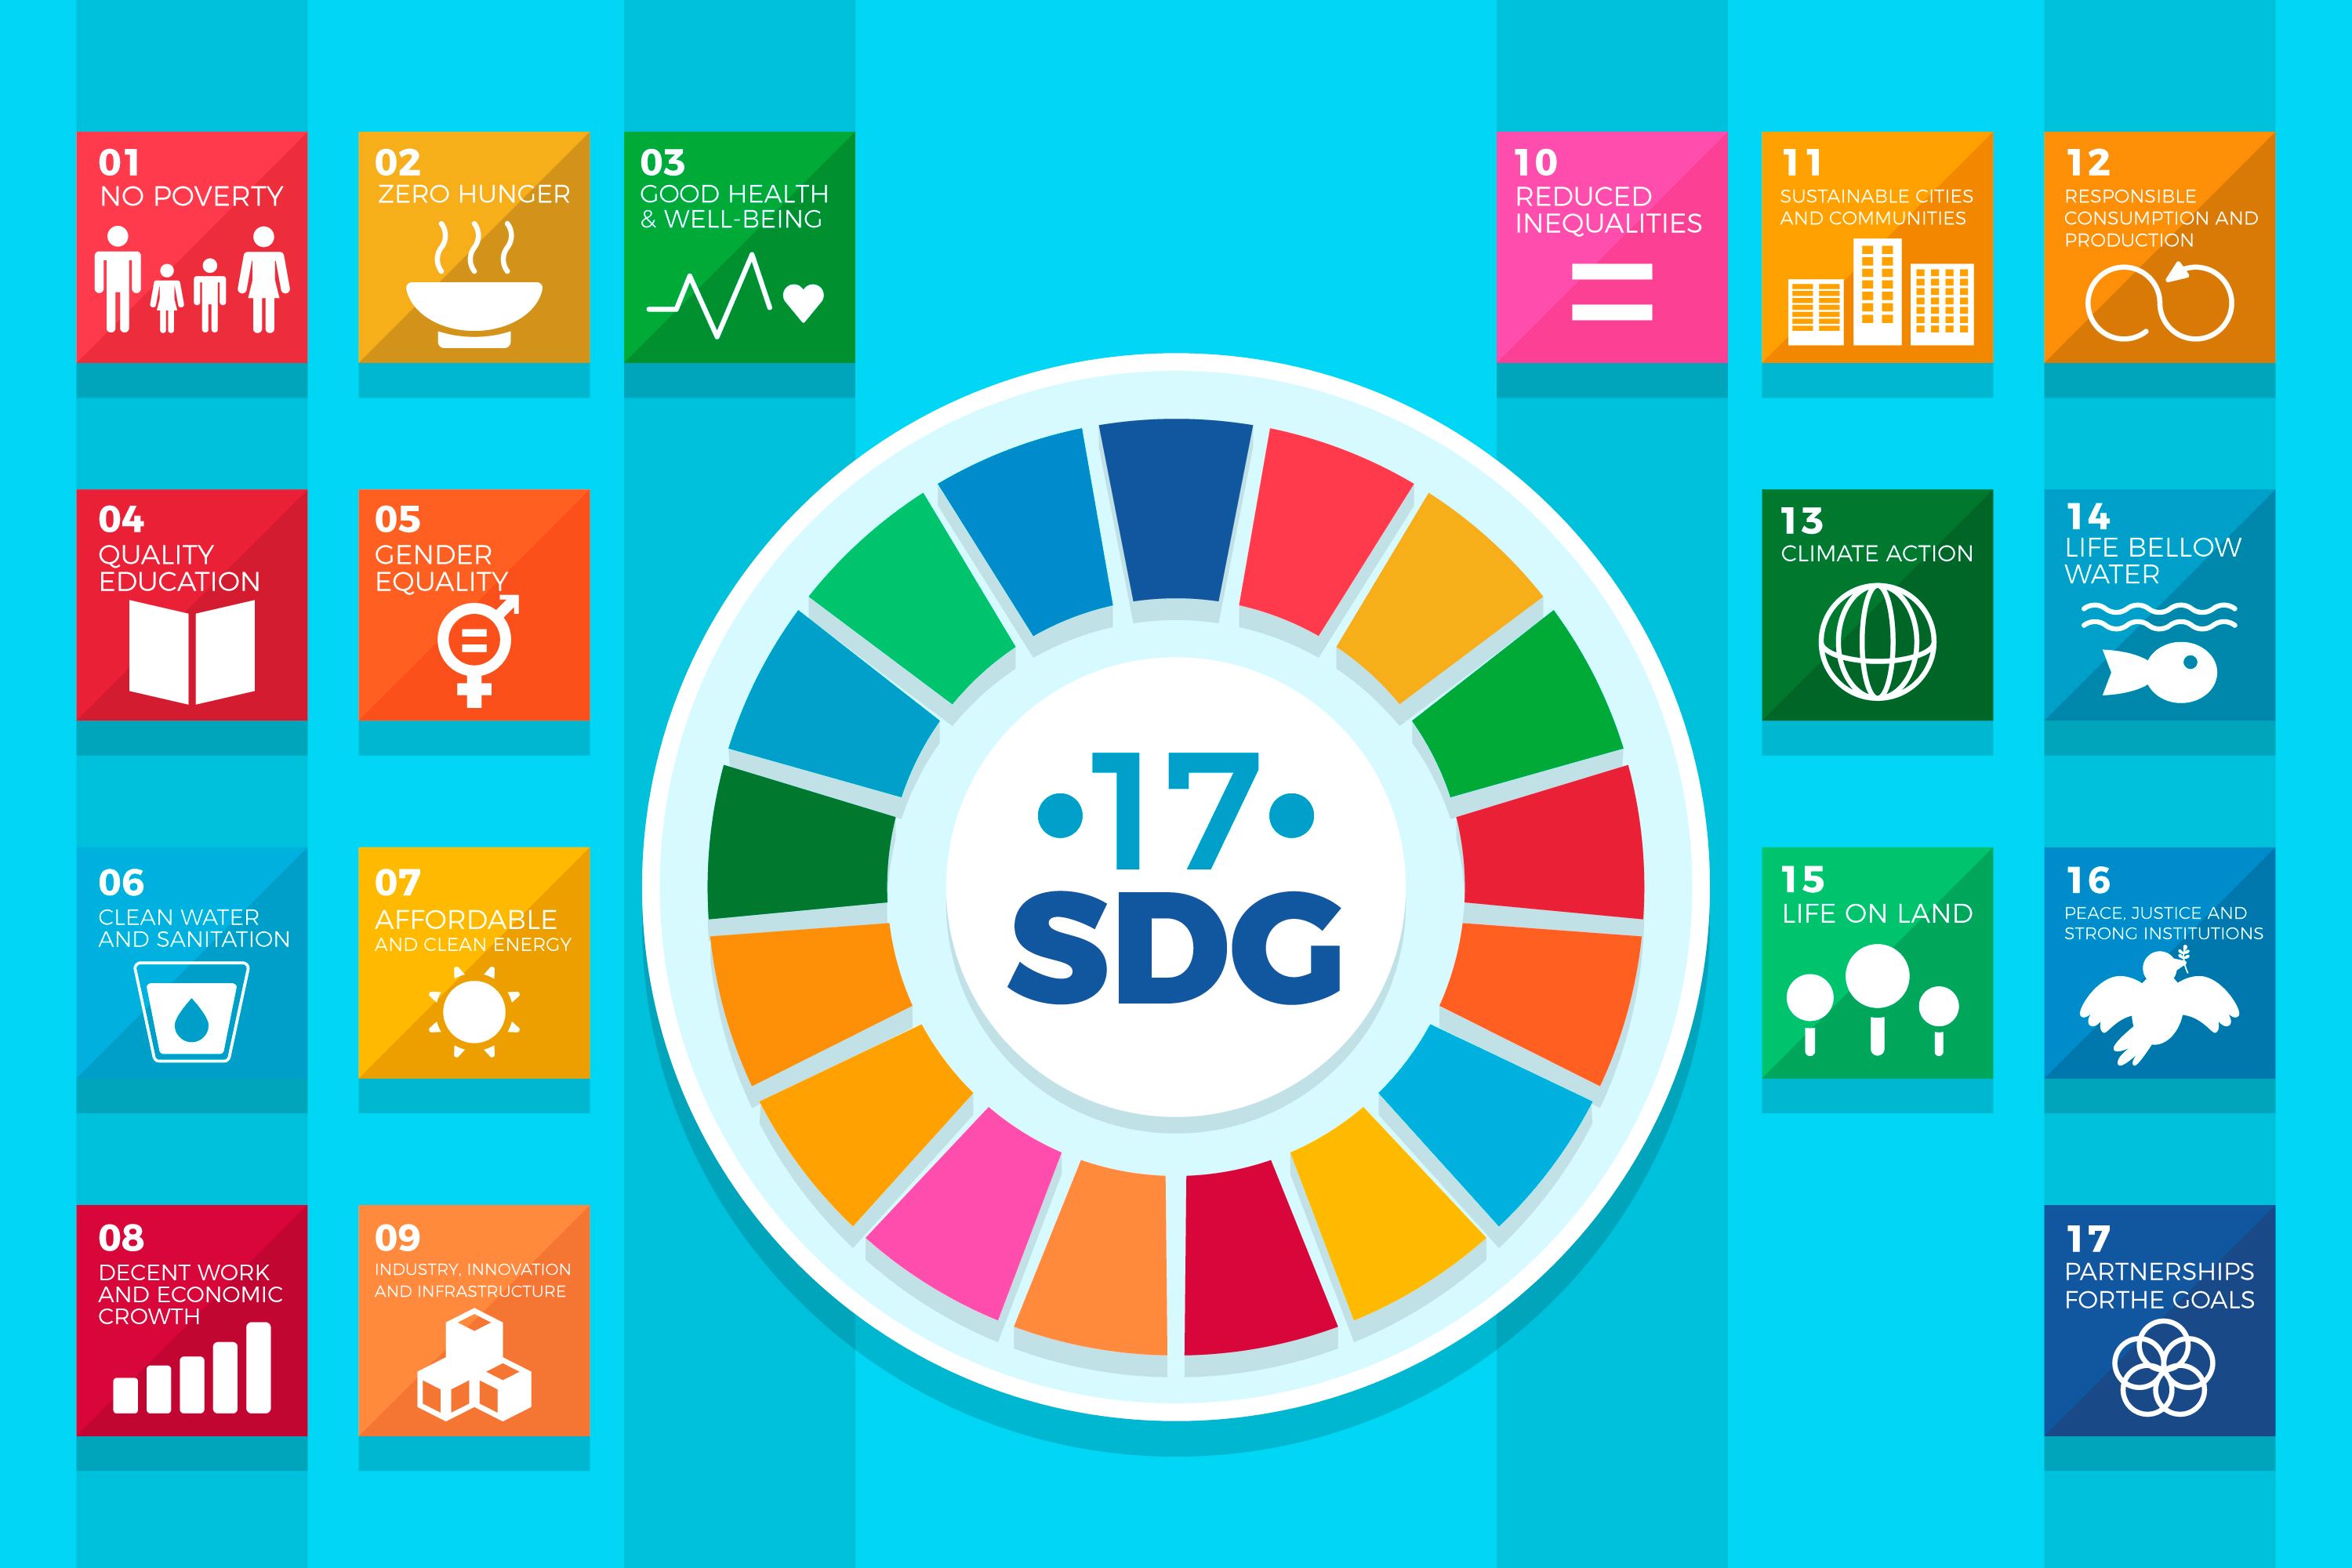 01
NO POVERTY
02
ZERO HUNGER
03
GOOD HEALTH
& WELL-BEING
04
QUALITY
EDUCATION
05
GENDER
EQUALITY
06
CLEAN WATER
AND SANITATION
07
AFFORDABLE
AND CLEAN ENERGY
08
DECENT WORK
AND ECONOMIC
CROWTH
09
INDUSTRY, INNOVATION
AND INFRASTRUCTURE
•17•
SDG
10
REDUCED
INEQUALITIES
11
SUSTAINABLE CITIES
AND COMMUNITIES
12
RESPONSIBLE
CONSUMPTION AND
PRODUCTION
13
CLIMATE ACTION
14
LIFE BELLOW
WATER
15
LIFE ON LAND
16
PEACE, JUSTICE AND
STRONG INSTITUTIONS
17
PARTNERSHIPS
FORTHE GOALS